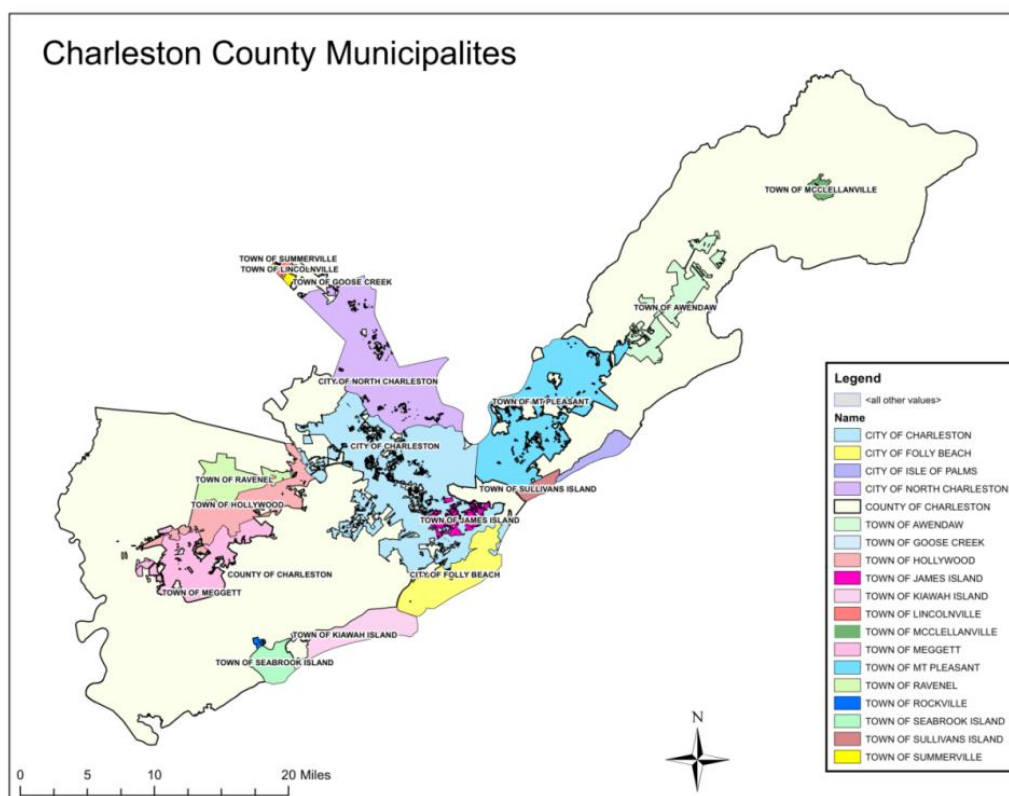 Charleston County Municipalites
TOWN OF MCCLELLANVILLE
TOWN OF SUMMERVILLE
TOWN OF LINCOLNVILLE
TOWN OF GOOSE CREEK
TOWN OF AWENDAW
CITY OF NORTH CHARLESTON
TOWN OF MT PLEASANT
CITY OF CHARLESTON
TOWN OF RAVENEL
TOWN OF SULLIVANS ISLAND
TOWN OF HOLLYWOOD
TOWN OF JAMES ISLAND
COUNTY OF CHARLESTON
CITY OF FOLLY BEACH
TOWN OF MEGGETT
TOWN OF KIAWAH ISLAND
TOWN OF SEABROOK ISLAND
Legend
<all other values>
Name
CITY OF CHARLESTON
CITY OF FOLLY BEACH
CITY OF ISLE OF PALMS
CITY OF NORTH CHARLESTON
COUNTY OF CHARLESTON
TOWN OF AWENDAW
TOWN OF GOOSE CREEK
TOWN OF HOLLYWOOD
TOWN OF JAMES ISLAND
TOWN OF KIAWAH ISLAND
TOWN OF LINCOLNVILLE
TOWN OF MCCLELLANVILLE
TOWN OF MEGGETT
TOWN OF MT PLEASANT
TOWN OF RAVENEL
TOWN OF ROCKVILLE
TOWN OF SEABROOK ISLAND
TOWN OF SULLIVANS ISLAND
TOWN OF SUMMERVILLE
N
0 5 10 20 Miles